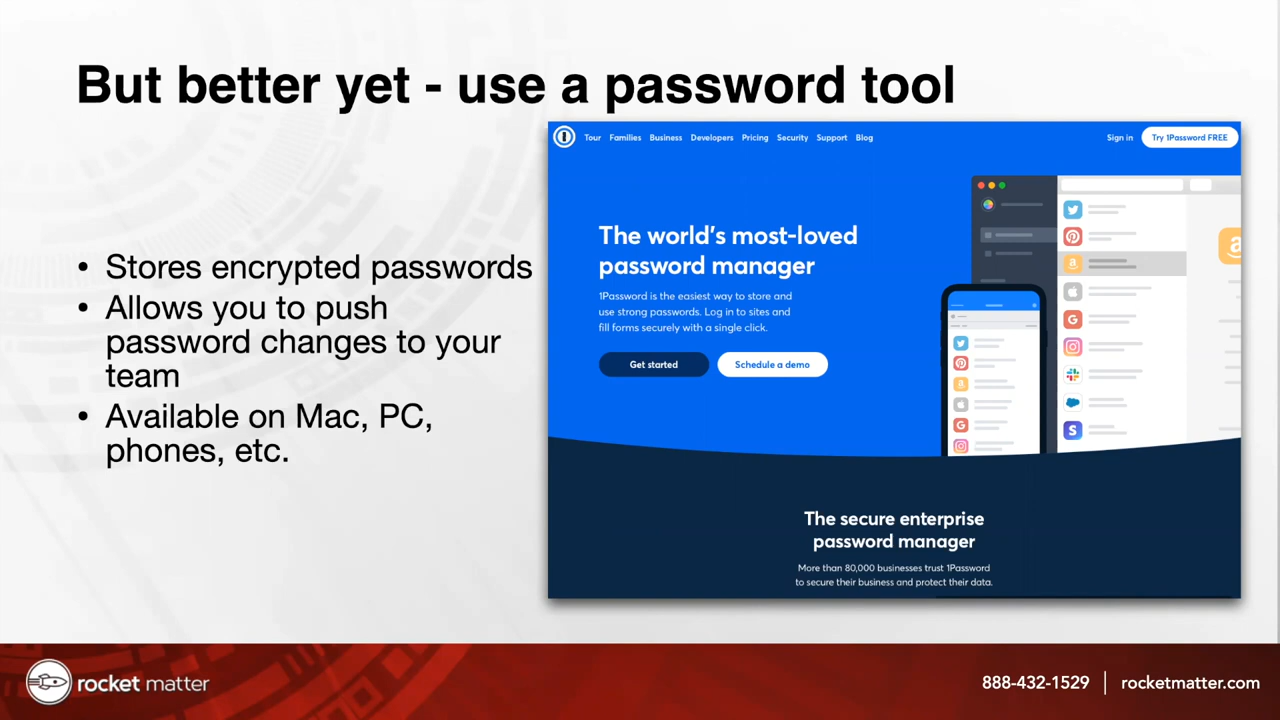 But better yet - use a password tool
• Stores encrypted passwords
• Allows you to push
password changes to your
team
• Available on Mac, PC,
phones, etc.
Tour Families Business Developers Pricing Security Support Blog Sign in Try 1Password FREE
The world's most-loved
password manager
1Password is the easiest way to store and
use strong passwords. Log in to sites and
fill forms securely with a single click.
Get started Schedule a demo
The secure enterprise
password manager
More than 80,000 businesses trust 1Password
to secure their business and protect their data.
rocket matter
888-432-1529 | rocketmatter.com